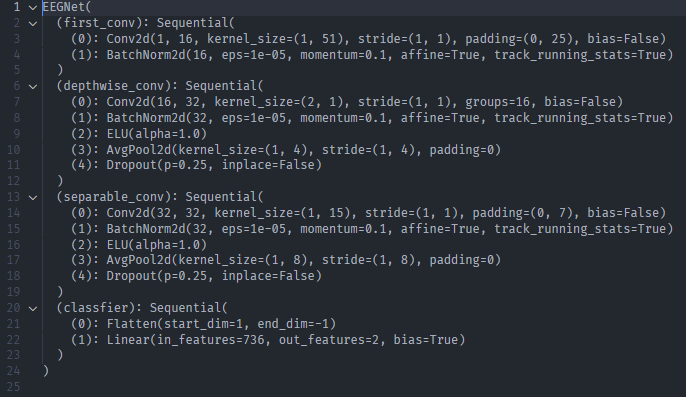 1 EEGNet(
2 (first_conv): Sequential(
3 (0): Conv2d(1, 16, kernel_size=(1, 51), stride=(1, 1), padding=(0, 25), bias=False)
4 (1): BatchNorm2d(16, eps=1e-05, momentum=0.1, affine=True, track_running_stats=True)
5 )
6 (depthwise_conv): Sequential(
7 (0): Conv2d(16, 32, kernel_size=(2, 1), stride=(1, 1), groups=16, bias=False)
8 (1): BatchNorm2d(32, eps=1e-05, momentum=0.1, affine=True, track_running_stats=True)
9 (2): ELU(alpha=1.0)
10 (3): AvgPool2d(kernel_size=(1, 4), stride=(1, 4), padding=0)
11 (4): Dropout(p=0.25, inplace=False)
12 )
13 (separable_conv): Sequential(
14 (0): Conv2d(32, 32, kernel_size=(1, 15), stride=(1, 1), padding=(0, 7), bias=False)
15 (1): BatchNorm2d(32, eps=1e-05, momentum=0.1, affine=True, track_running_stats=True)
16 (2): ELU(alpha=1.0)
17 (3): AvgPool2d(kernel_size=(1, 8), stride=(1, 8), padding=0)
18 (4): Dropout(p=0.25, inplace=False)
19 )
20 (classfier): Sequential(
21 (0): Flatten(start_dim=1, end_dim=-1)
22 (1): Linear(in_features=736, out_features=2, bias=True)
23 )
24 )
25